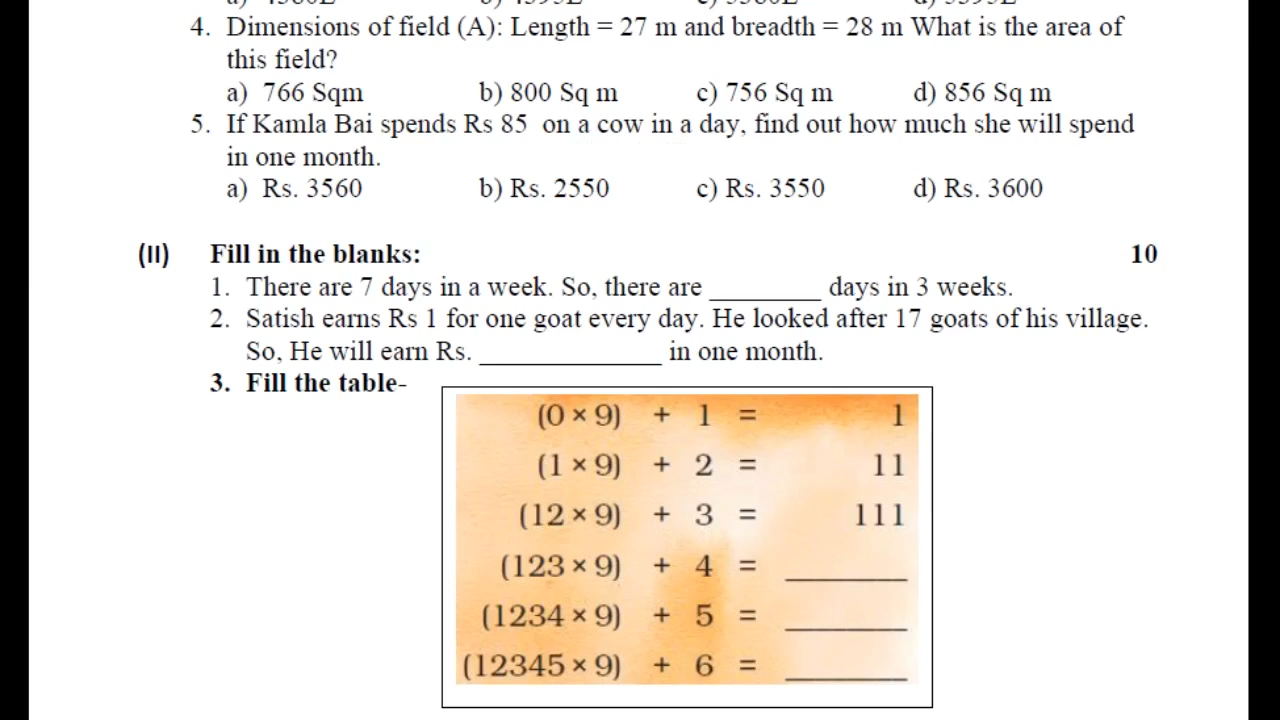 4. Dimensions of field (A): Length = 27 m and breadth = 28 m What is the area of
this field?
a) 766 Sqm b) 800 Sq m c) 756 Sq m d) 856 Sq m
5. If Kamla Bai spends Rs 85 on a cow in a day, find out how much she will spend
in one month.
a) Rs. 3560 b) Rs. 2550 c) Rs. 3550 d) Rs. 3600
(II) Fill in the blanks: 10
1. There are 7 days in a week. So, there are ________ days in 3 weeks.
2. Satish earns Rs 1 for one goat every day. He looked after 17 goats of his village.
So, He will earn Rs. _____________ in one month.
3. Fill the table-
(0 × 9) + 1 = 1
(1 × 9) + 2 = 11
(12 × 9) + 3 = 111
(123 × 9) + 4 = ________
(1234 × 9) + 5 = ________
(12345 × 9) + 6 = ________